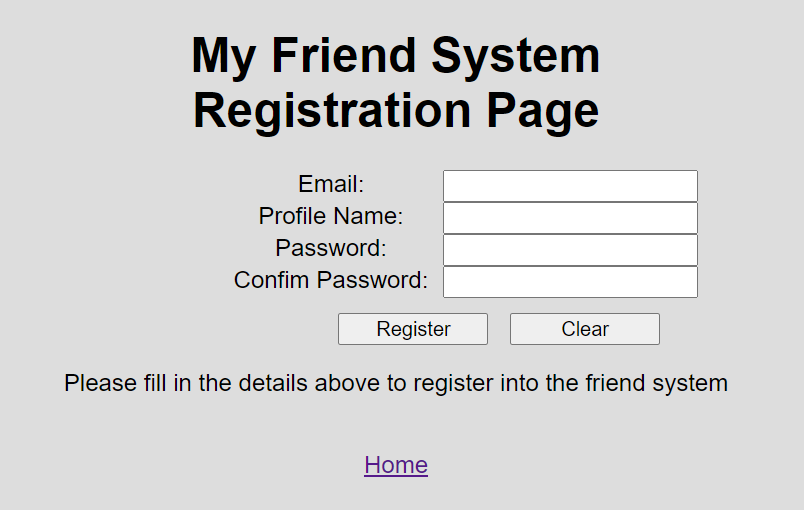 My Friend System
Registration Page
Email:
Profile Name:
Password:
Confim Password:
Register Clear
Please fill in the details above to register into the friend system
Home